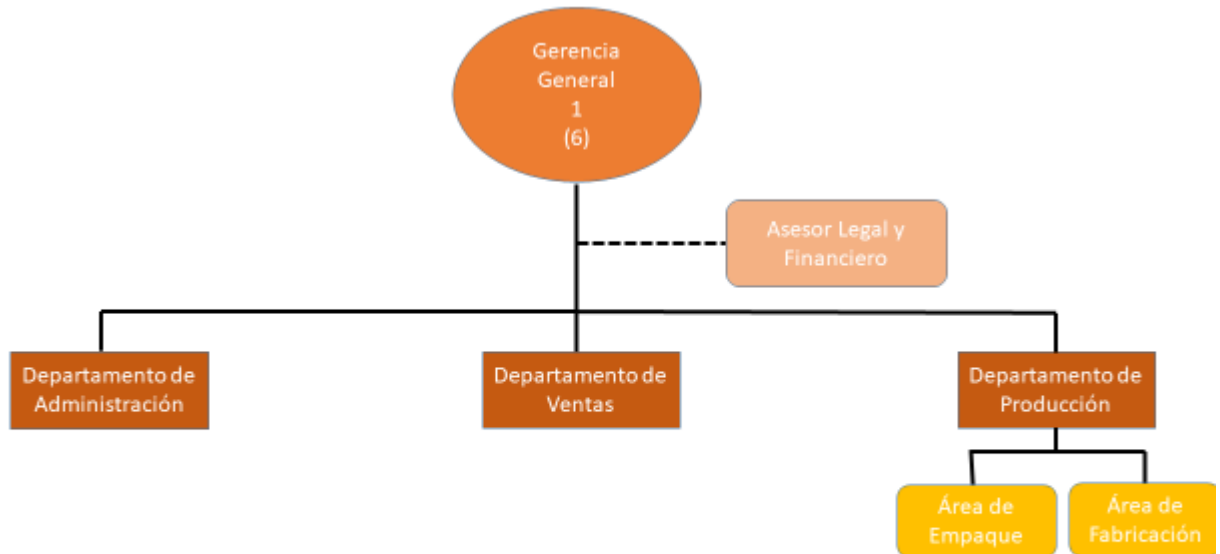 Gerencia
General
1
(6)
Asesor Legal y
Financiero
Departamento de
Administración
Departamento de
Ventas
Departamento de
Producción
Área de
Empaque
Área de
Fabricación